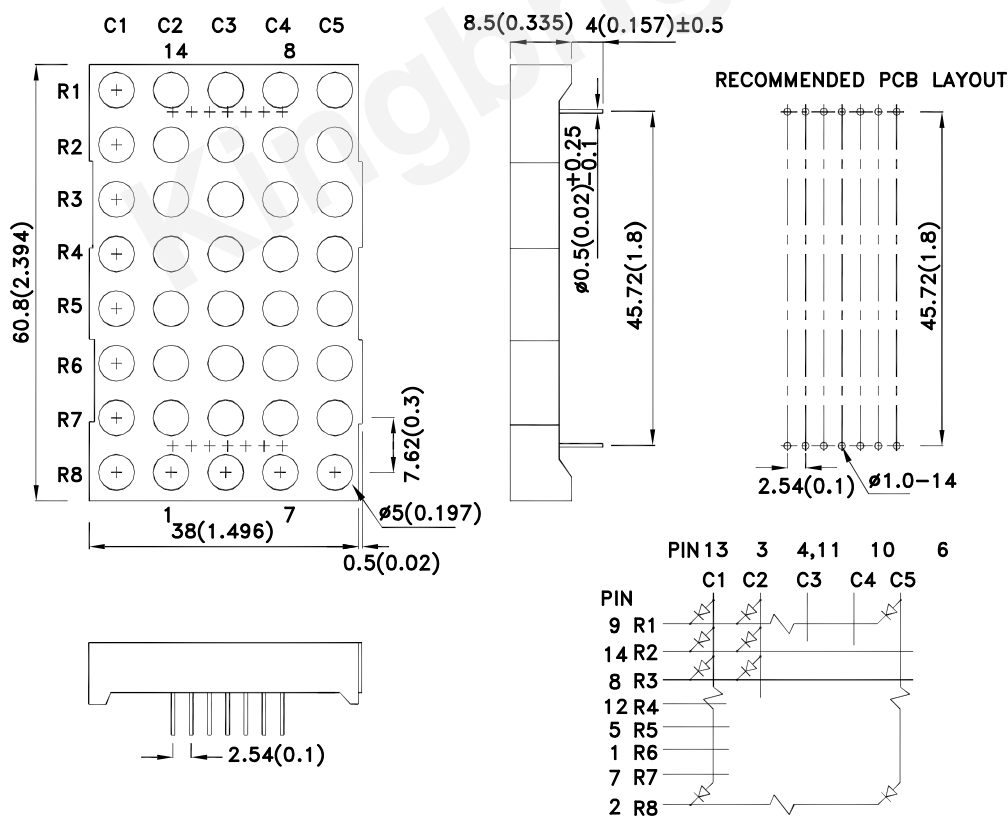 C1 C2 C3 C4 C5
14 8
R1
R2
R3
R4
R5
R6
R7
R8
60.8(2.394)
7.62(0.3)
1 7
ø5(0.197)
38(1.496)
0.5(0.02)
8.5(0.335) 4(0.157)±0.5
ø0.5(0.02)+0.25
-0.1
45.72(1.8)
RECOMMENDED PCB LAYOUT
45.72(1.8)
2.54(0.1) ø1.0-14
2.54(0.1)
PIN 13 3 4,11 10 6
C1 C2 C3 C4 C5
PIN
9 R1
14 R2
8 R3
12 R4
5 R5
1 R6
7 R7
2 R8